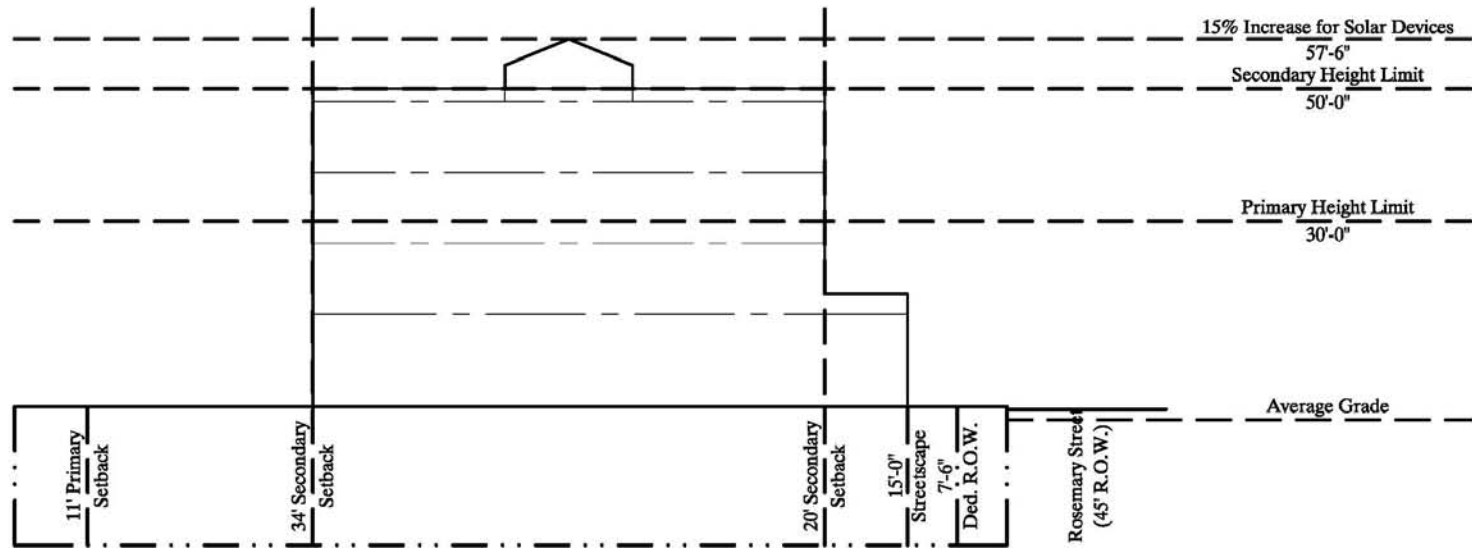 15% Increase for Solar Devices
57'-6"
Secondary Height Limit
50'-0"
Primary Height Limit
30'-0"
Average Grade
11' Primary
Setback
34' Secondary
Setback
20' Secondary
Setback
15'-0"
Streetscape
7'-6"
Ded. R.O.W.
Rosemary Street
(45' R.O.W.)